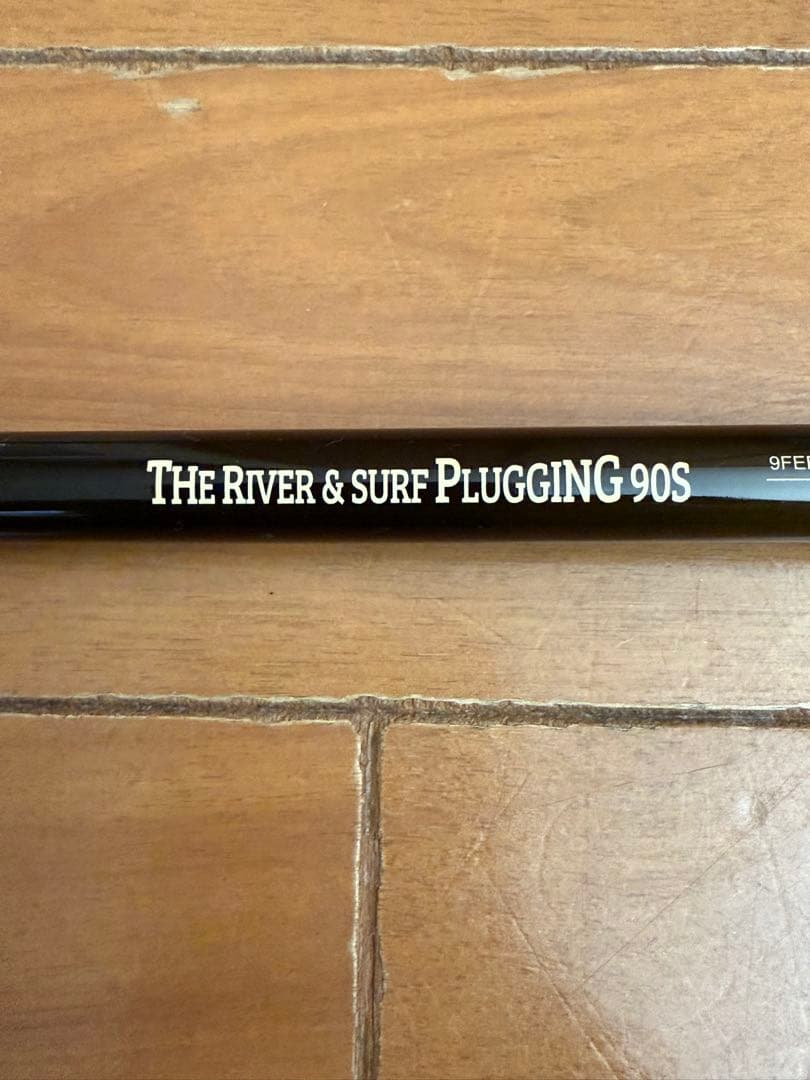 THE RIVER & SURF PLUGGING 90S